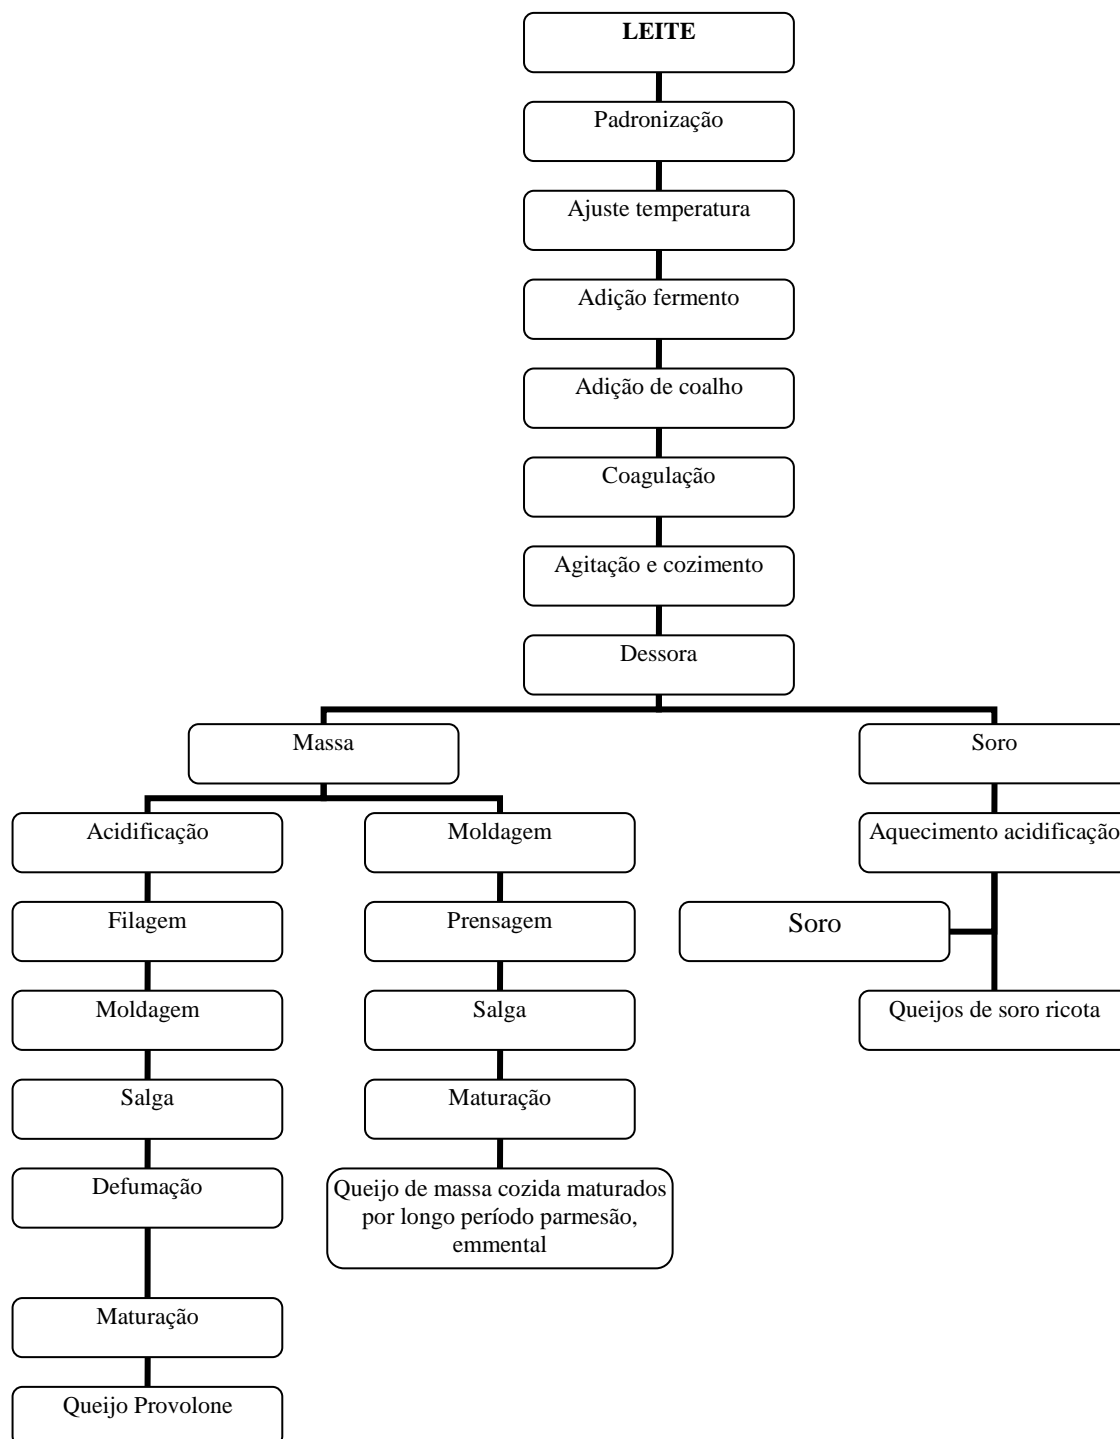 LEITE
Padronização
Ajuste temperatura
Adição fermento
Adição de coalho
Coagulação
Agitação e cozimento
Dessora
Massa
Soro
Acidificação
Moldagem
Aquecimento acidificação
Filagem
Prensagem
Soro
Moldagem
Salga
Queijos de soro ricota
Salga
Maturação
Defumação
Queijo de massa cozida maturados
por longo período parmesão,
emmental
Maturação
Queijo Provolone